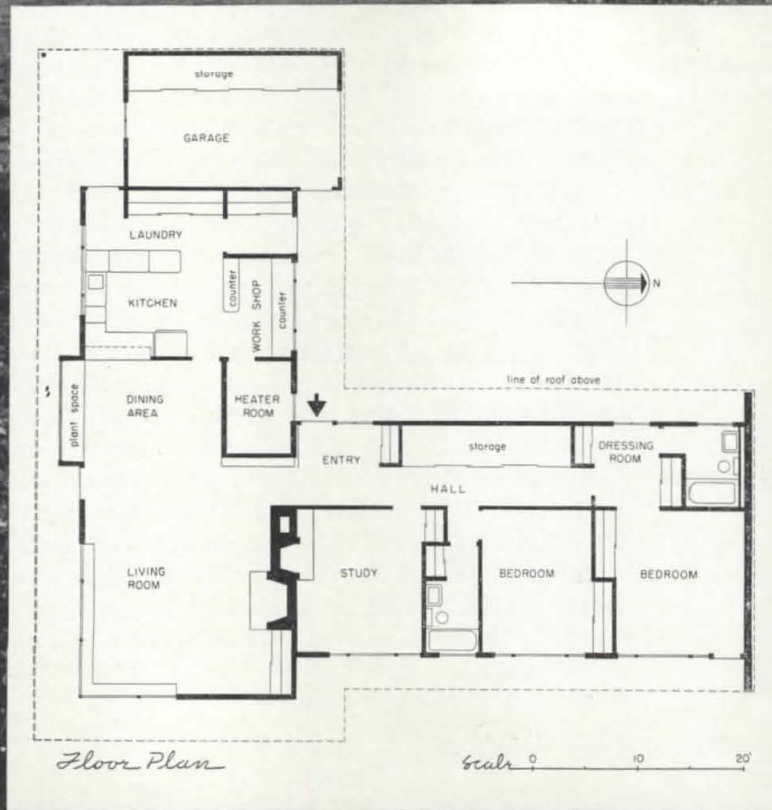 storage
GARAGE
LAUNDRY
KITCHEN
counter
WORK SHOP
counter
N
line of roof above
plant space
DINING
AREA
HEATER
ROOM
ENTRY
storage
DRESSING
ROOM
HALL
LIVING
ROOM
STUDY
BEDROOM
BEDROOM
Floor Plan
Scale 0 10 20'